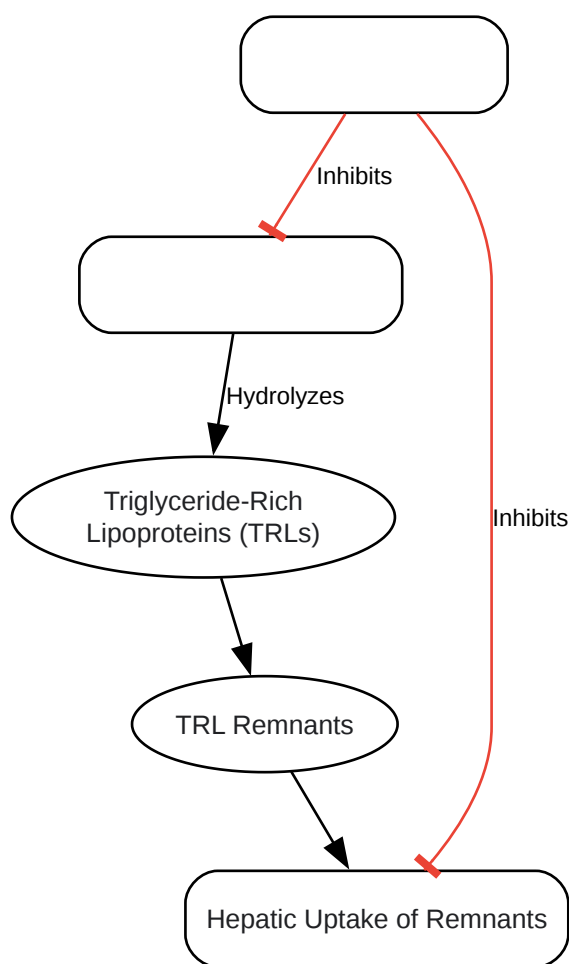 Inhibits
Hydrolyzes
Triglyceride-Rich
Lipoproteins (TRLs)
Inhibits
TRL Remnants
Hepatic Uptake of Remnants